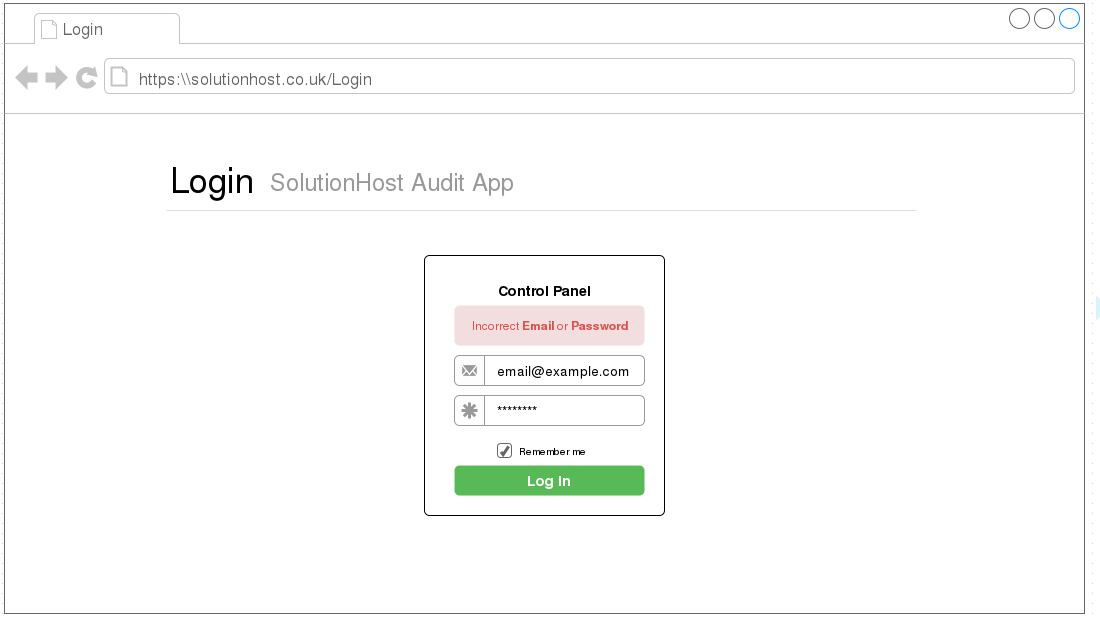 Login
https:\\solutionhost.co.uk/Login
Login SolutionHost Audit App
Control Panel
Incorrect Email or Password
email@example.com
********
Remember me
Log In